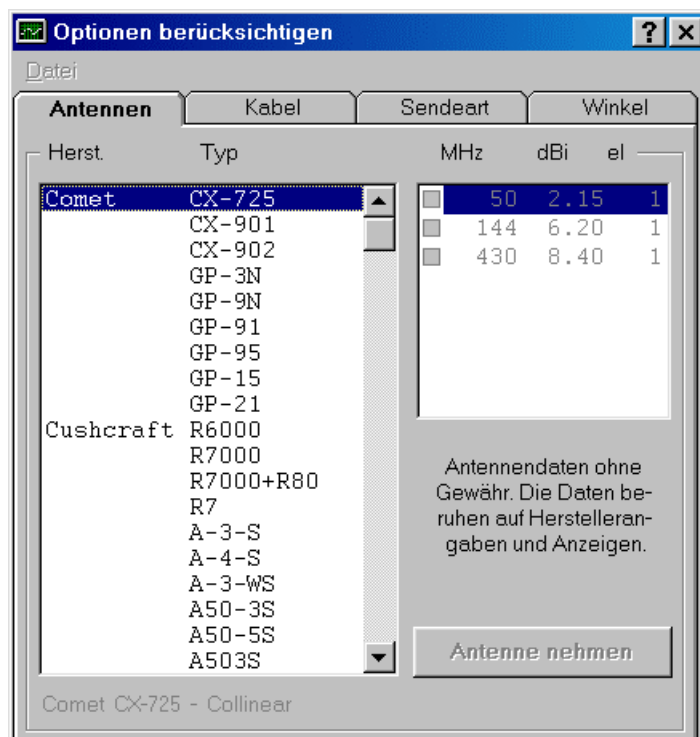 Optionen berücksichtigen
Datei
Antennen Kabel Sendeart Winkel
Herst. Typ MHz dBi el
Comet CX-725
CX-901
CX-902
GP-3N
GP-9N
GP-91
GP-95
GP-15
GP-21
Cushcraft R6000
R7000
R7000+R80
R7
A-3-S
A-4-S
A-3-WS
A50-3S
A50-5S
A503S
50 2.15 1
144 6.20 1
430 8.40 1
Antennendaten ohne
Gewähr. Die Daten be-
ruhen auf Herstelleran-
gaben und Anzeigen.
Antenne nehmen
Comet CX-725 - Collinear